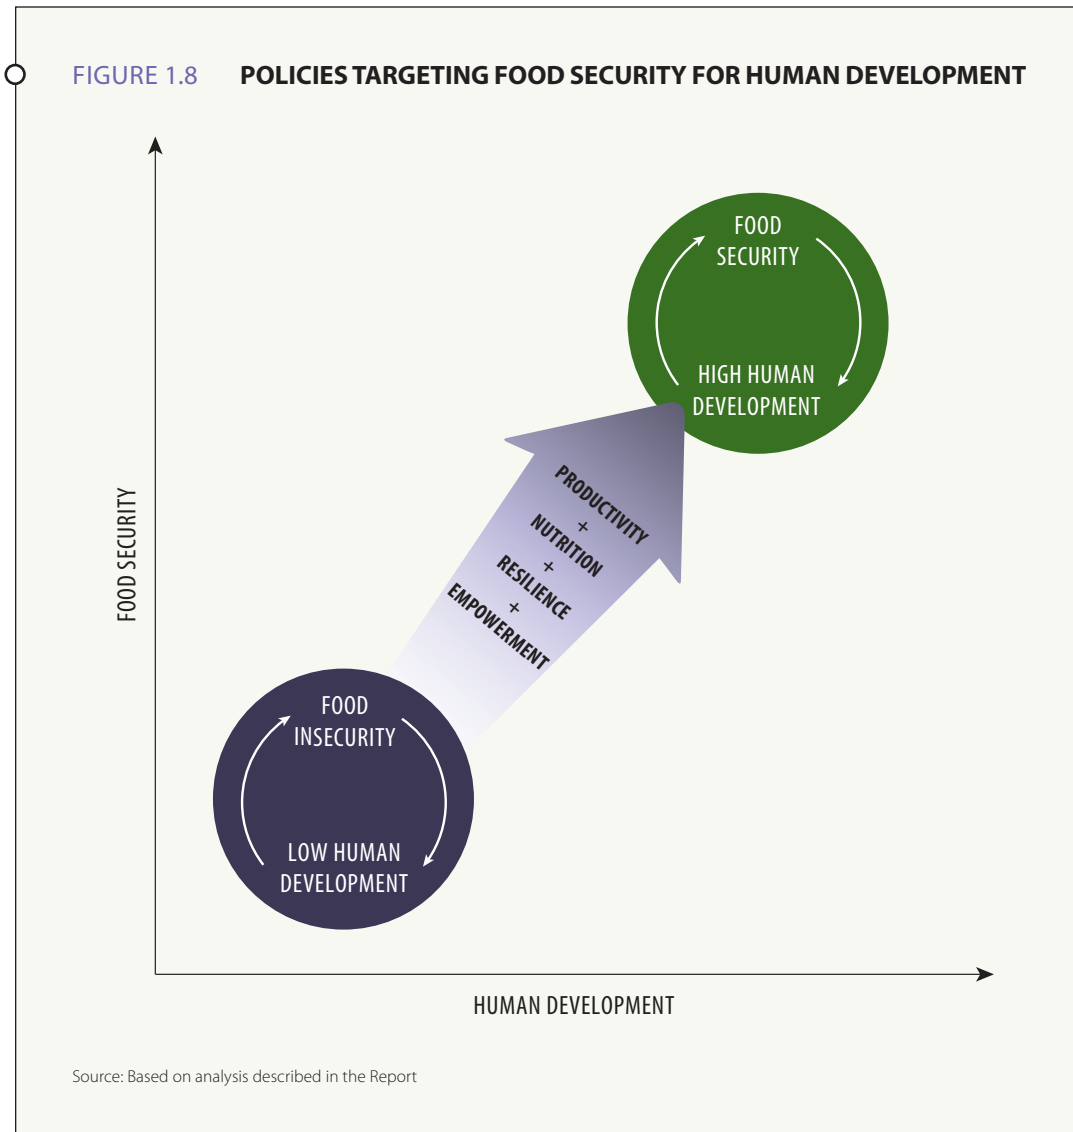 FIGURE 1.8 POLICIES TARGETING FOOD SECURITY FOR HUMAN DEVELOPMENT
FOOD
SECURITY
HIGH HUMAN
DEVELOPMENT
PRODUCTIVITY
+
NUTRITION
+
RESILIENCE
+
EMPOWERMENT
FOOD SECURITY
FOOD
INSECURITY
LOW HUMAN
DEVELOPMENT
HUMAN DEVELOPMENT
Source: Based on analysis described in the Report